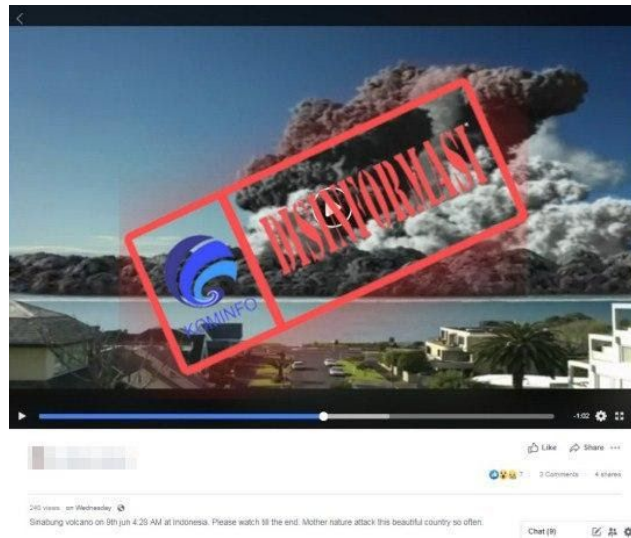 DISINFORMASI
KOMINFO
-1:02
Like Share
7 3 Comments 4 shares
240 views on Wednesday
Sinabung volcano on 9th jun 4:28 AM at Indonesia. Please watch till the end. Mother nature attack this beautiful country so often.
Chat (9)